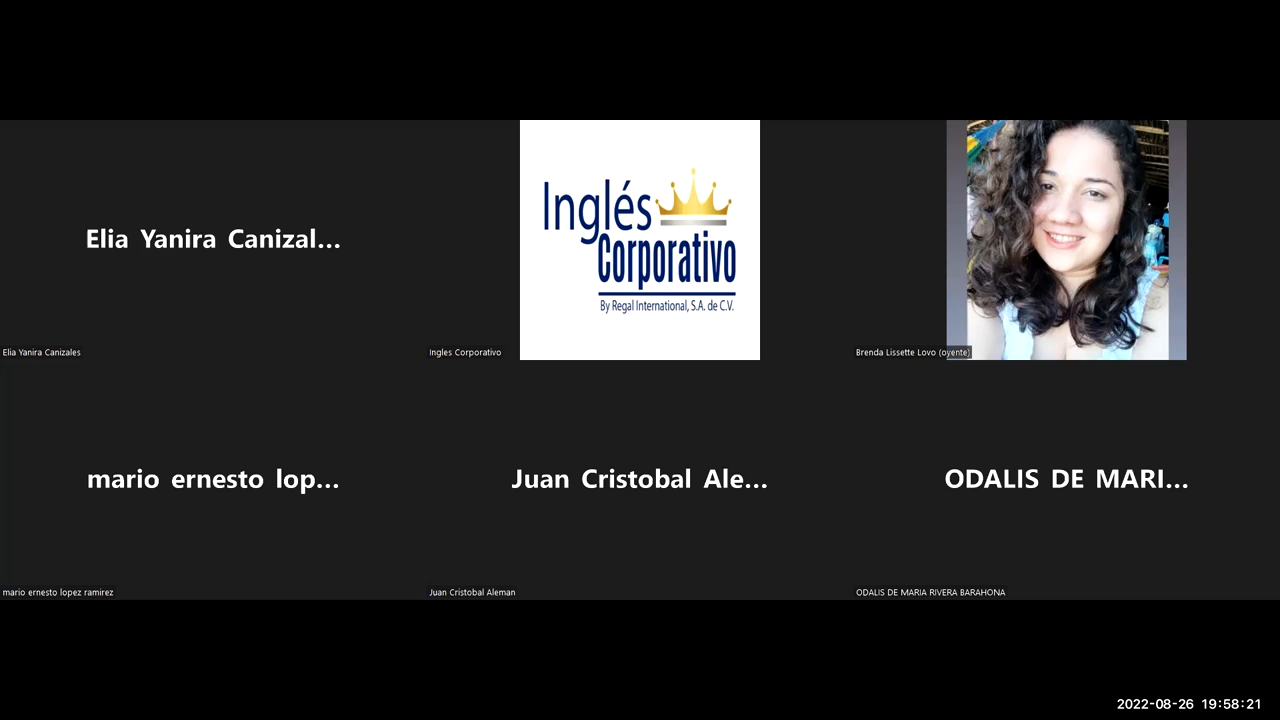 Elia Yanira Canizal...
Elia Yanira Canizales
Inglés
Corporativo
By Regal International, S.A. de C.V.
Ingles Corporativo
Brenda Lissette Lovo (oyente)
mario ernesto lop...
mario ernesto lopez ramirez
Juan Cristobal Ale...
Juan Cristobal Aleman
ODALIS DE MARI...
ODALIS DE MARIA RIVERA BARAHONA
2022-08-26 19:58:21